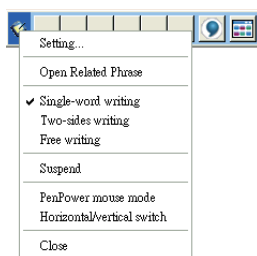 Setting...
Open Related Phrase
Single-word writing
Two-sides writing
Free writing
Suspend
PenPower mouse mode
Horizontal/vertical switch
Close